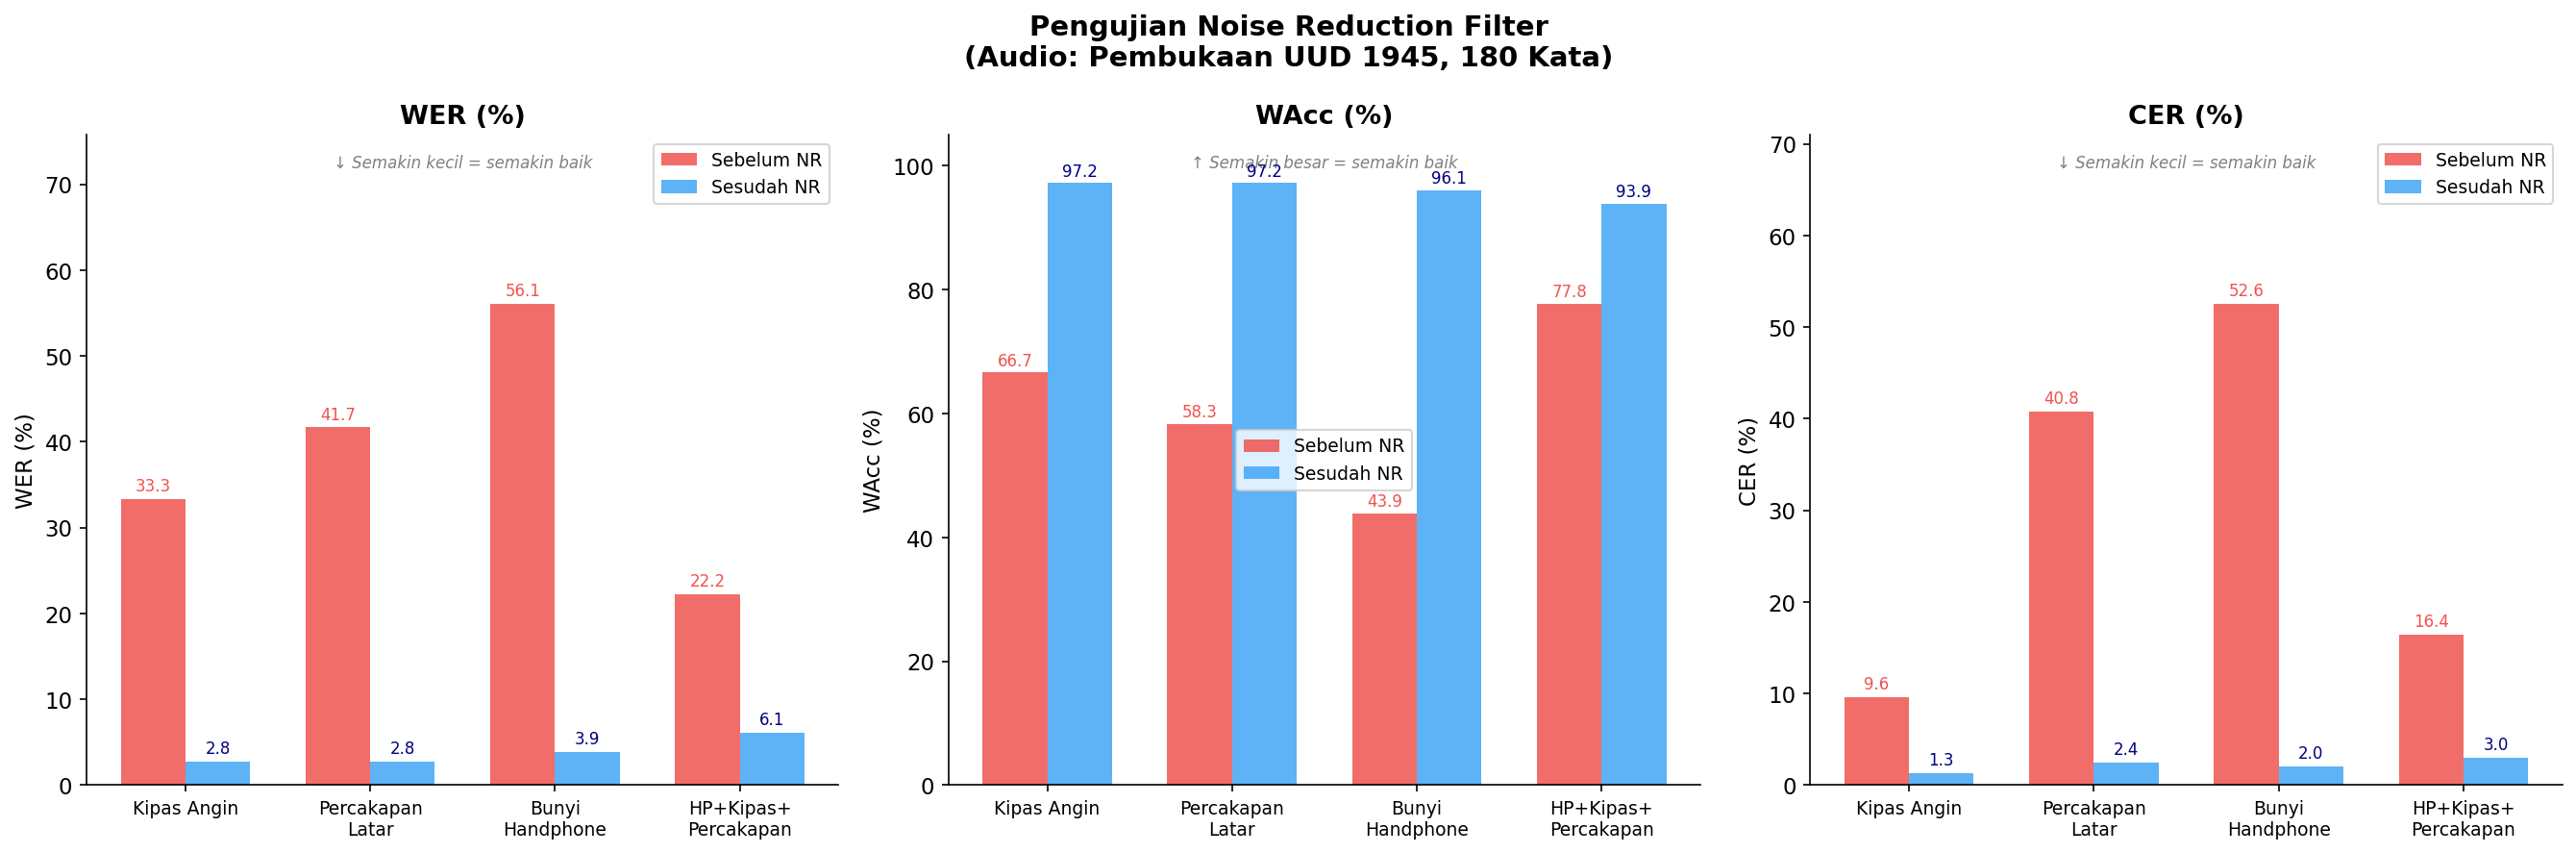 Pengujian Noise Reduction Filter
(Audio: Pembukaan UUD 1945, 180 Kata)
WER (%)
↓ Semakin kecil = semakin baik
Sebelum NR
Sesudah NR
WER (%)
70
60
50
40
30
20
10
0
33.3
2.8
41.7
2.8
56.1
3.9
22.2
6.1
Kipas Angin
Percakapan
Latar
Bunyi
Handphone
HP+Kipas+
Percakapan
WAcc (%)
↑ Semakin besar = semakin baik
WAcc (%)
100
80
60
40
20
0
66.7
97.2
58.3
97.2
43.9
96.1
77.8
93.9
Sebelum NR
Sesudah NR
Kipas Angin
Percakapan
Latar
Bunyi
Handphone
HP+Kipas+
Percakapan
CER (%)
↓ Semakin kecil = semakin baik
Sebelum NR
Sesudah NR
CER (%)
70
60
50
40
30
20
10
0
9.6
1.3
40.8
2.4
52.6
2.0
16.4
3.0
Kipas Angin
Percakapan
Latar
Bunyi
Handphone
HP+Kipas+
Percakapan